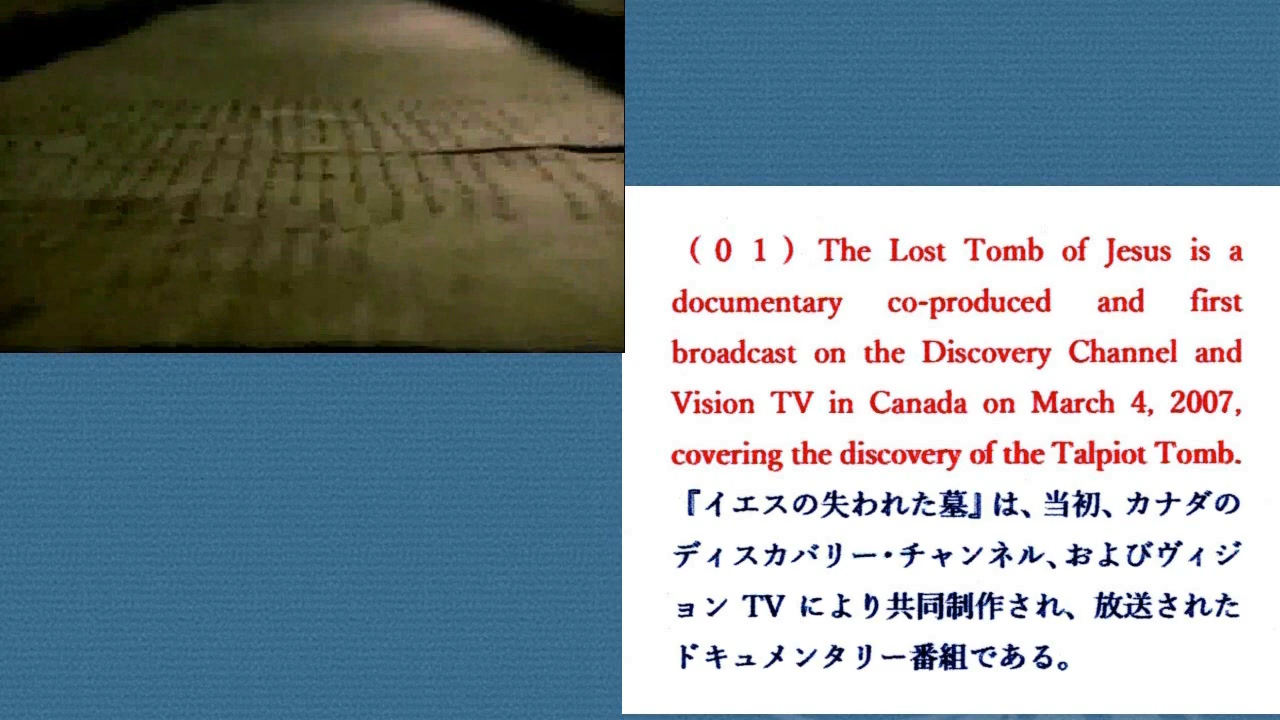 （０１）The Lost Tomb of Jesus is a
documentary co-produced and first
broadcast on the Discovery Channel and
Vision TV in Canada on March 4, 2007,
covering the discovery of the Talpiot Tomb.
『イエスの失われた墓』は、当初、カナダの
ディスカバリー・チャンネル、およびヴィジ
ョン TV により共同制作され、放送された
ドキュメンタリー番組である。